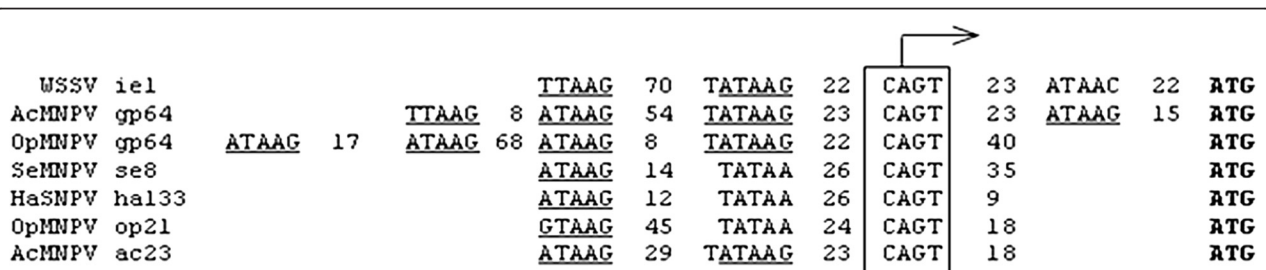 WSSV ie1 TTAAG 70 TATAAG 22 CAGT 23 ATAAC 22 ATG
AcMNPV gp64 TTAAG 8 ATAAG 54 TATAAG 23 CAGT 23 ATAAG 15 ATG
OpMNPV gp64 ATAAG 17 ATAAG 68 ATAAG 8 TATAAG 22 CAGT 40 ATG
SeMNPV se8 ATAAG 14 TATAA 26 CAGT 35 ATG
HaSNPV ha133 ATAAG 12 TATAA 26 CAGT 9 ATG
OpMNPV op21 GTAAG 45 TATAA 24 CAGT 18 ATG
AcMNPV ac23 ATAAG 29 TATAAG 23 CAGT 18 ATG